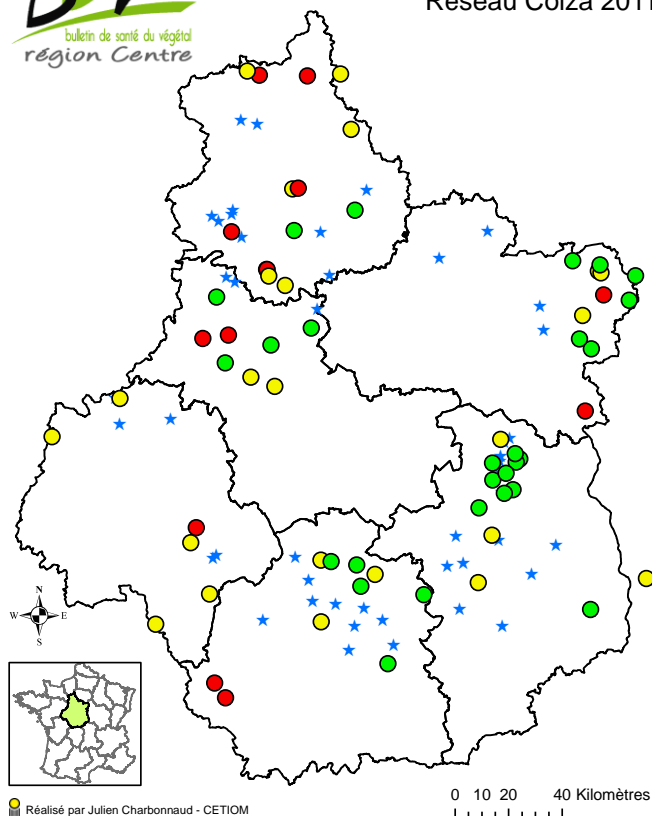 Réseau Colza 2011
bulletin de santé du végétal
région Centre
N
W E
S
0 10 20 40 Kilomètres
Réalisé par Julien Charbonnaud - CETIOM